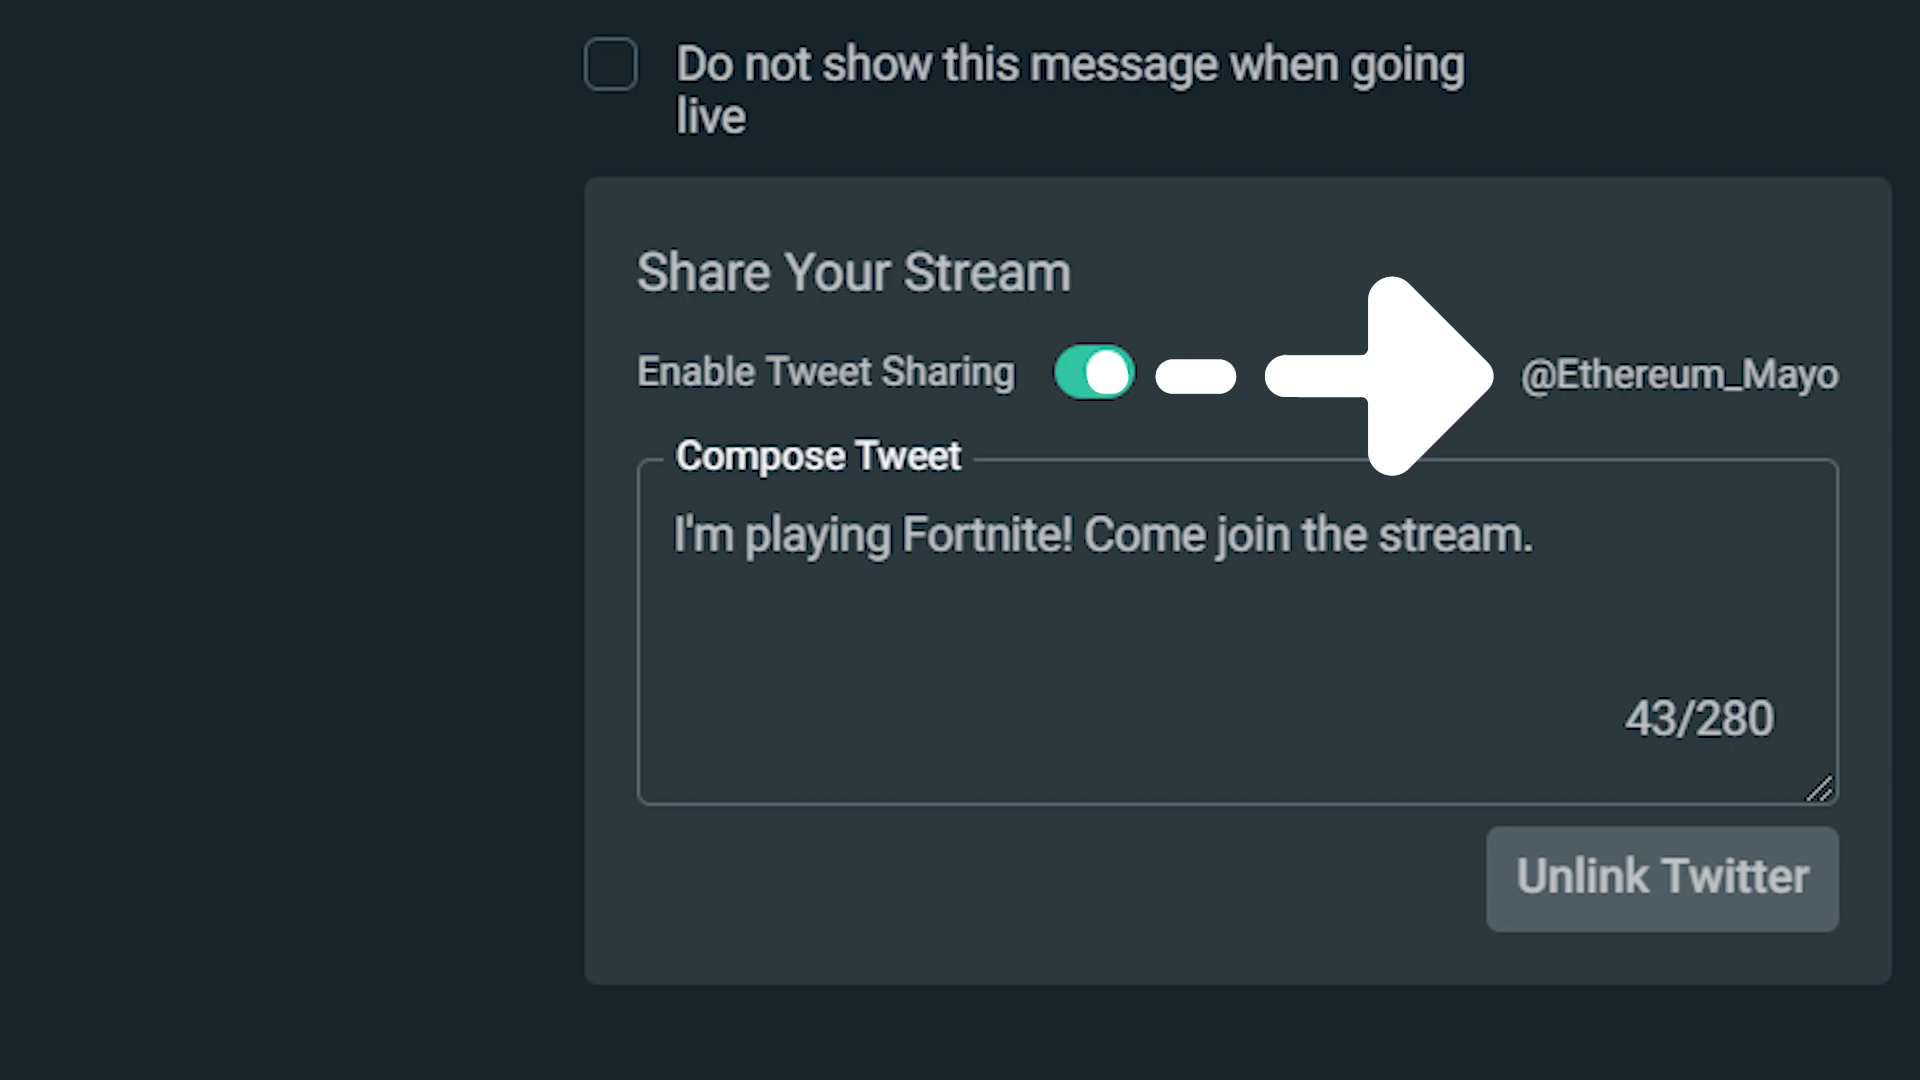 Do not show this message when going
live
Share Your Stream
Enable Tweet Sharing @Ethereum_Mayo
Compose Tweet
I'm playing Fortnite! Come join the stream.
43/280
Unlink Twitter